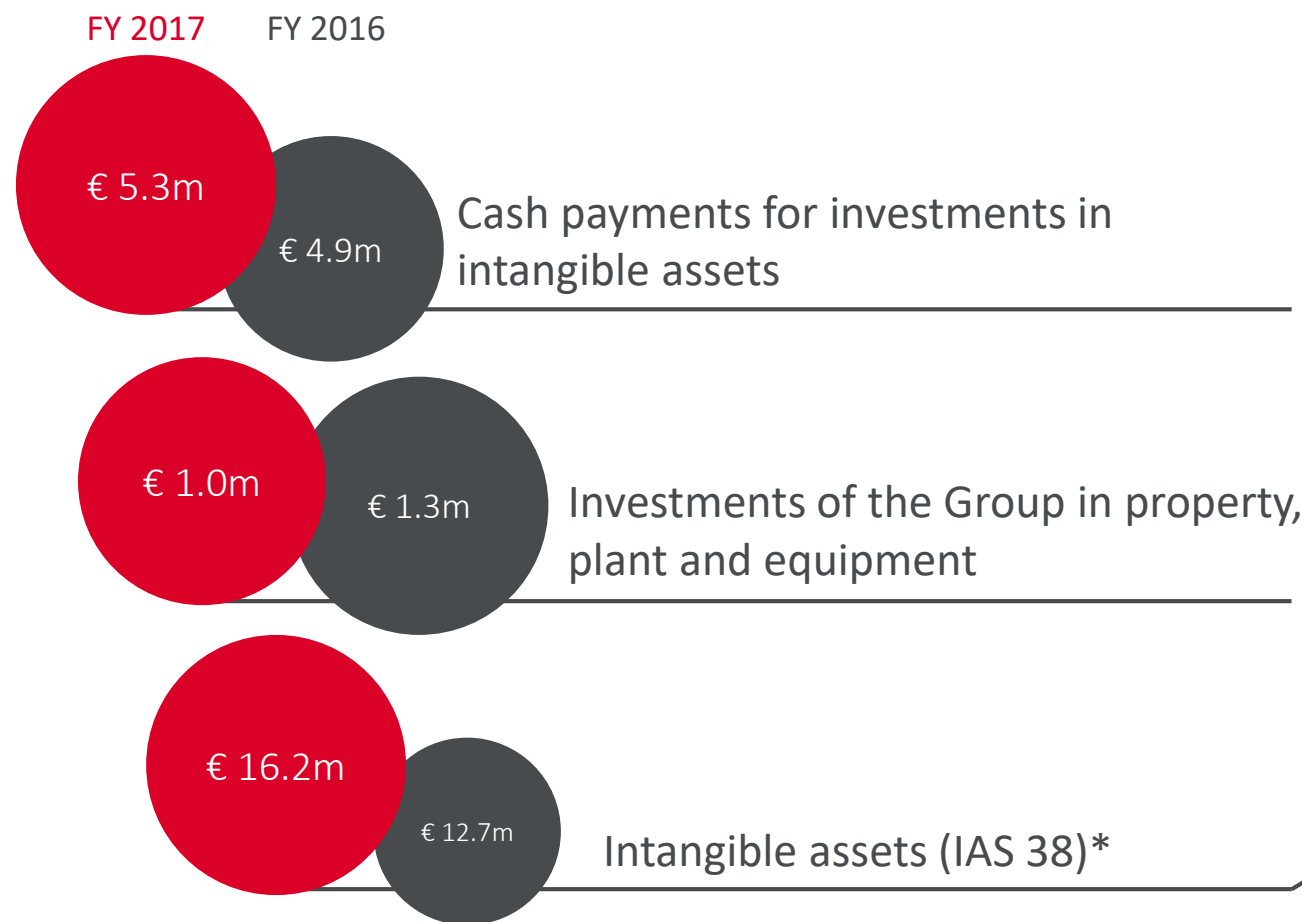 FY 2017 FY 2016
€ 5.3m
€ 4.9m
Cash payments for investments in
intangible assets
€ 1.0m
€ 1.3m
Investments of the Group in property,
plant and equipment
€ 16.2m
€ 12.7m
Intangible assets (IAS 38)*